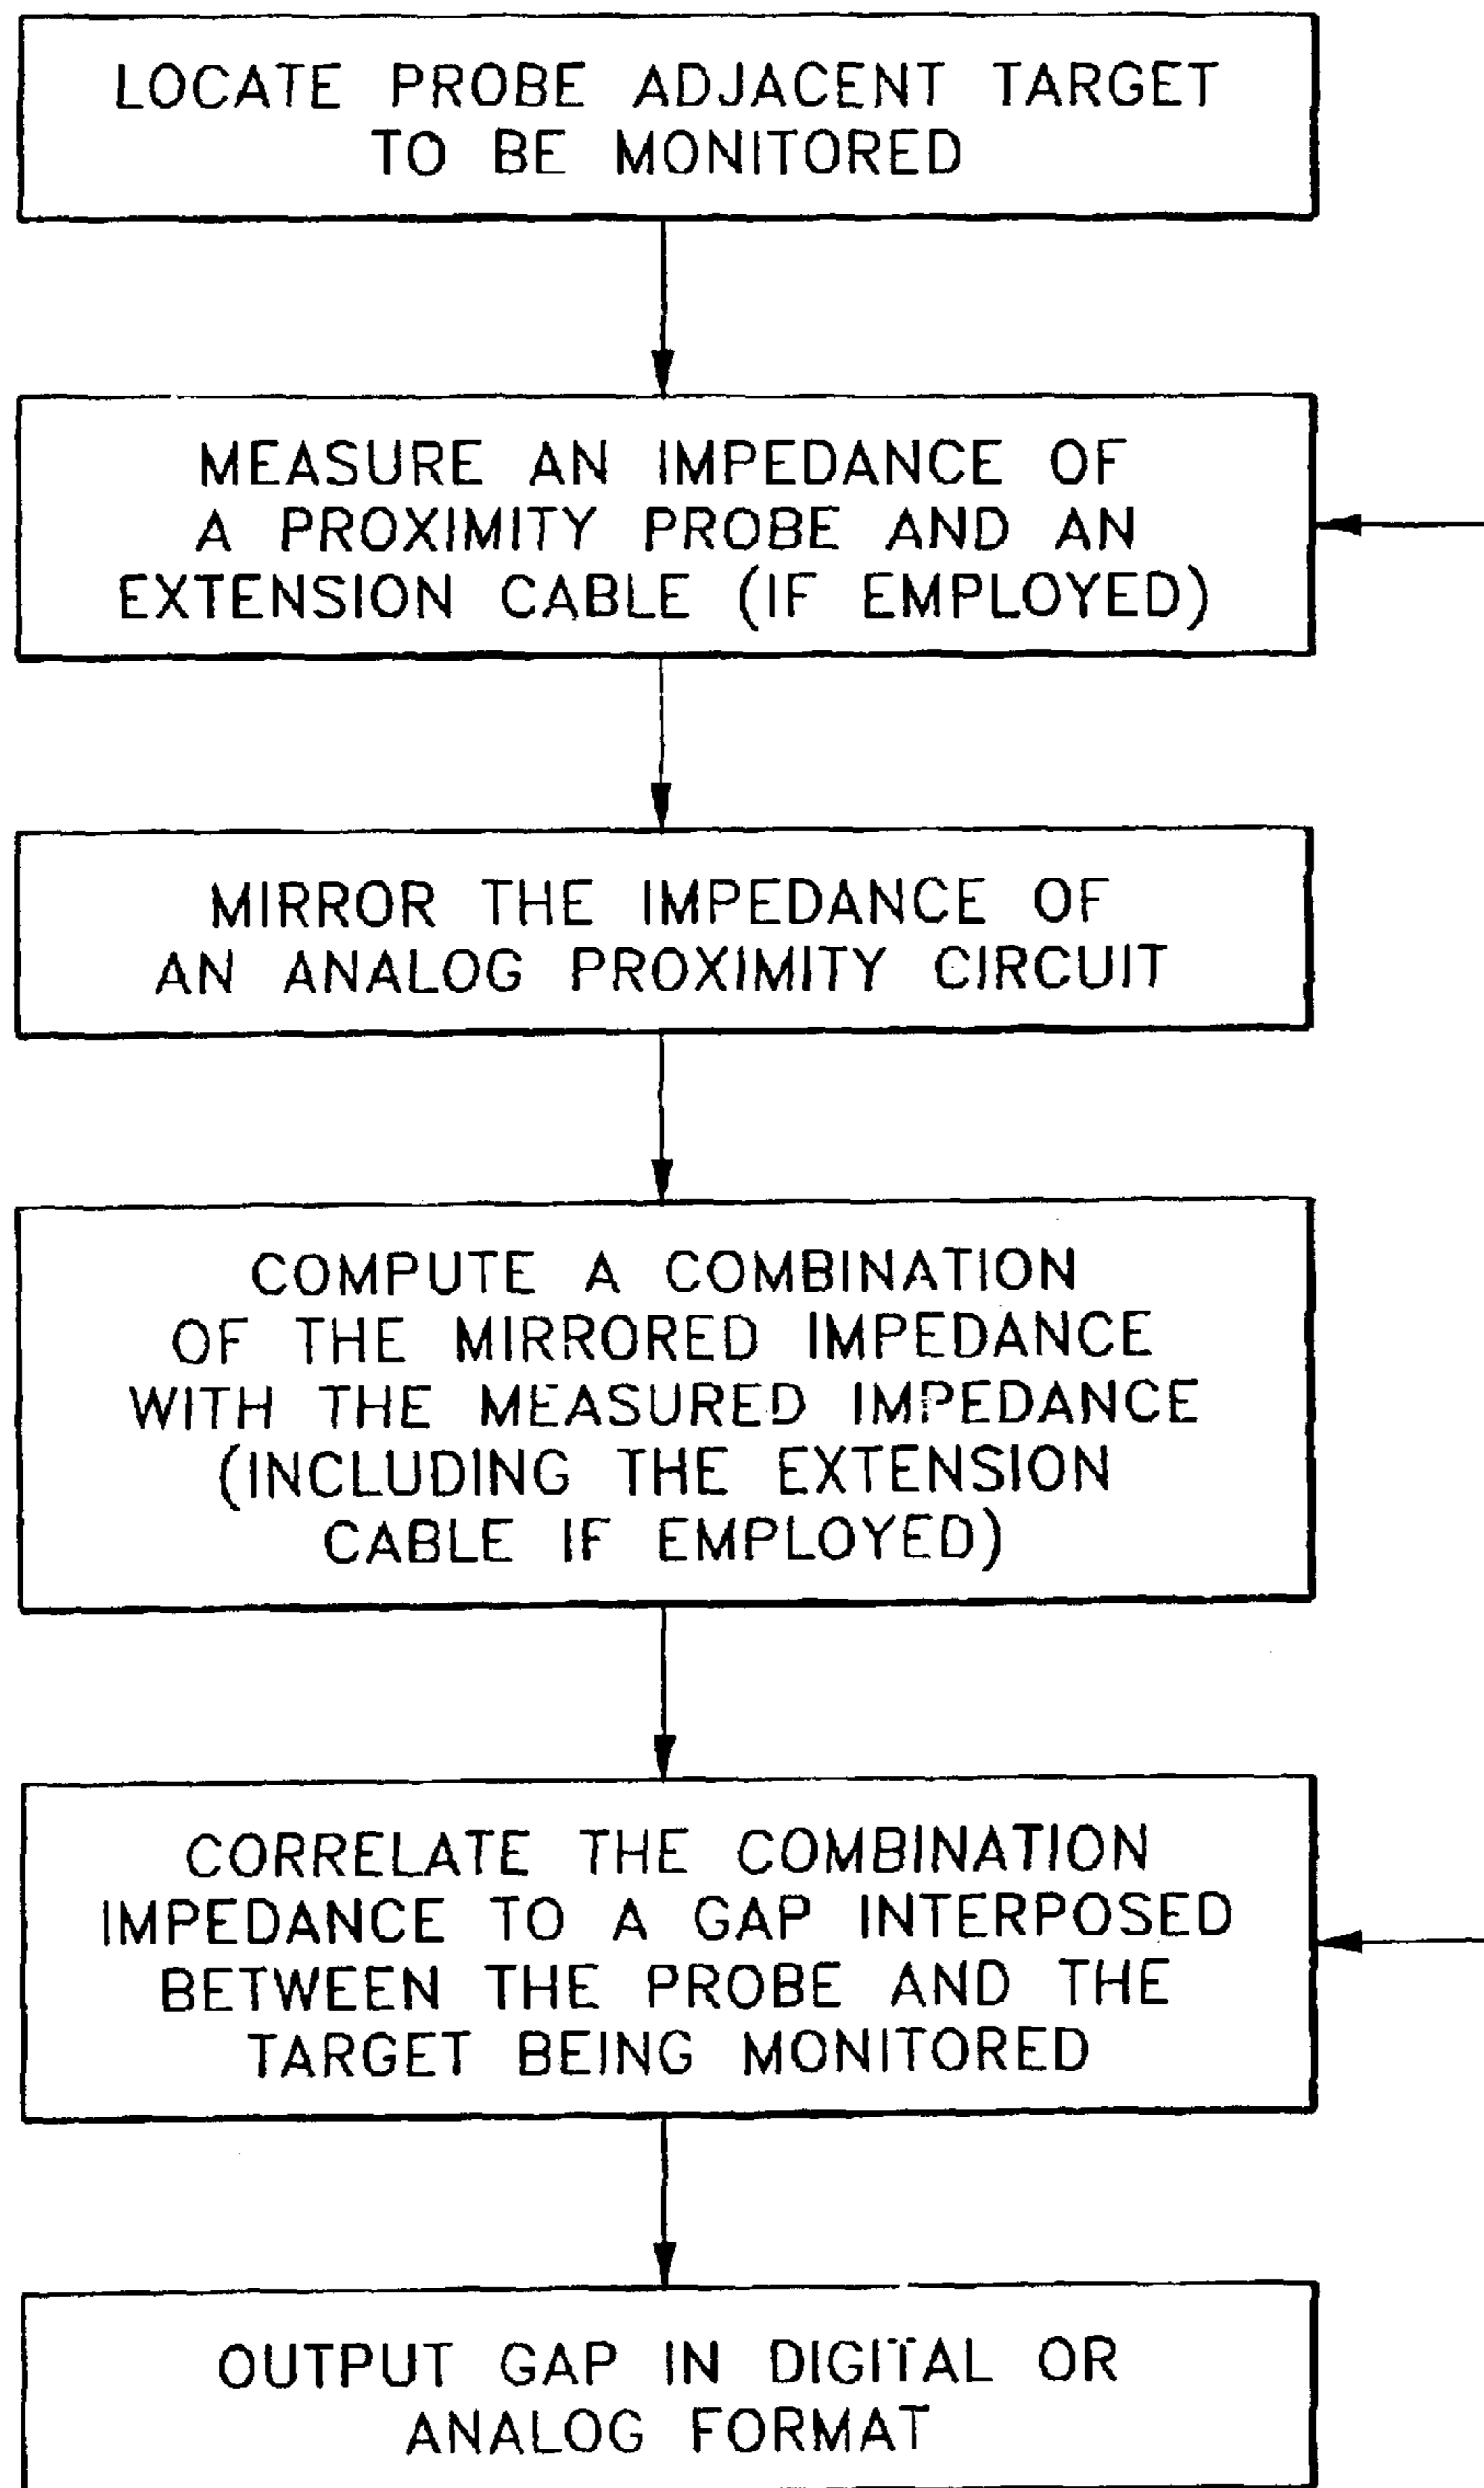 LOCATE PROBE ADJACENT TARGET
TO BE MONITORED
MEASURE AN IMPEDANCE OF
A PROXIMITY PROBE AND AN
EXTENSION CABLE (IF EMPLOYED)
MIRROR THE IMPEDANCE OF
AN ANALOG PROXIMITY CIRCUIT
COMPUTE A COMBINATION
OF THE MIRRORED IMPEDANCE
WITH THE MEASURED IMPEDANCE
(INCLUDING THE EXTENSION
CABLE IF EMPLOYED)
CORRELATE THE COMBINATION
IMPEDANCE TO A GAP INTERPOSED
BETWEEN THE PROBE AND THE
TARGET BEING MONITORED
OUTPUT GAP IN DIGITAL OR
ANALOG FORMAT